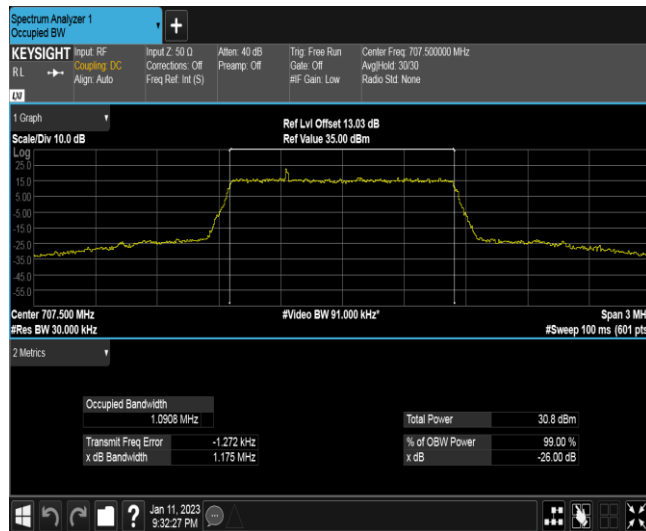 Spectrum Analyzer 1
Occupied BW
+
KEYSIGHT
RL
LXI
Input: RF
Coupling: DC
Align: Auto
Input Z: 50 Ω
Corrections: Off
Freq Ref: Int (S)
Atten: 40 dB
Preamp: Off
Trig: Free Run
Gate: Off
#IF Gain: Low
Center Freq: 707.500000 MHz
Avg|Hold: 30/30
Radio Std: None
1 Graph
Scale/Div 10.0 dB
Ref Lvl Offset 13.03 dB
Ref Value 35.00 dBm
Log
25.0
15.0
5.00
-5.00
-15.0
-25.0
-35.0
-45.0
-55.0
Center 707.500 MHz
#Res BW 30.000 kHz
#Video BW 91.000 kHz*
Span 3 MH
#Sweep 100 ms (601 pts
2 Metrics
Occupied Bandwidth
1.0908 MHz
Transmit Freq Error -1.272 kHz
x dB Bandwidth 1.175 MHz
Total Power 30.8 dBm
% of OBW Power 99.00 %
x dB -26.00 dB
?
Jan 11, 2023
9:32:27 PM